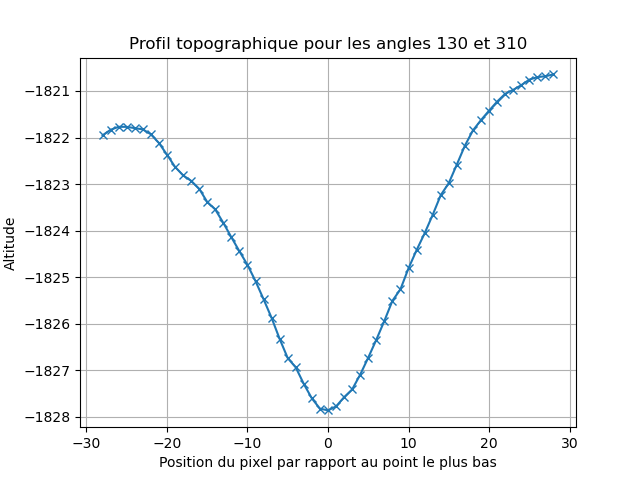 Profil topographique pour les angles 130 et 310
−1821
−1822
−1823
−1824
−1825
−1826
−1827
−1828
Altitude
−30 −20 −10 0 10 20 30
Position du pixel par rapport au point le plus bas